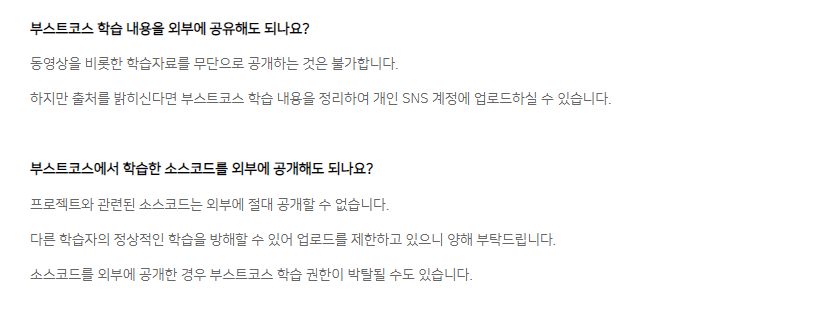 부스트코스 학습 내용을 외부에 공유해도 되나요?
동영상을 비롯한 학습자료를 무단으로 공개하는 것은 불가합니다.
하지만 출처를 밝히신다면 부스트코스 학습 내용을 정리하여 개인 SNS 계정에 업로드하실 수 있습니다.
부스트코스에서 학습한 소스코드를 외부에 공개해도 되나요?
프로젝트와 관련된 소스코드는 외부에 절대 공개할 수 없습니다.
다른 학습자의 정상적인 학습을 방해할 수 있어 업로드를 제한하고 있으니 양해 부탁드립니다.
소스코드를 외부에 공개한 경우 부스트코스 학습 권한이 박탈될 수도 있습니다.